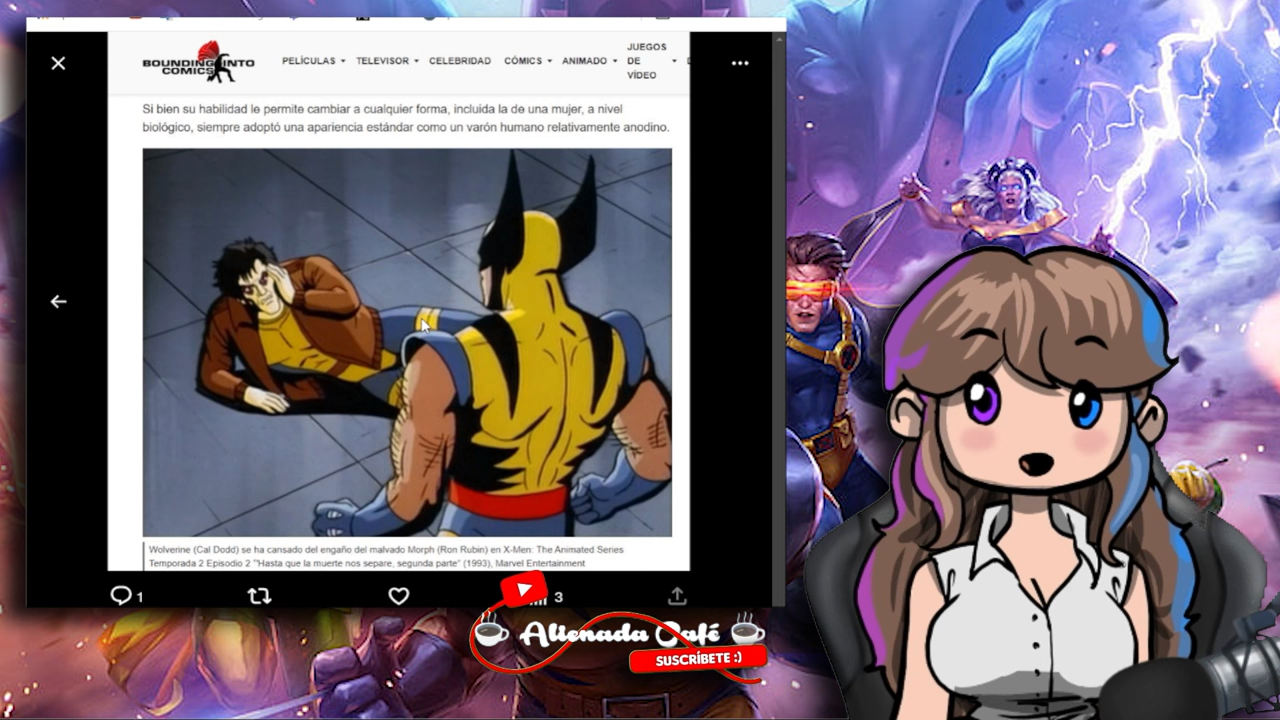 BOUNDING INTO
COMICS
PELÍCULAS
TELEVISOR
CELEBRIDAD
CÓMICS
ANIMADO
JUEGOS
DE
VÍDEO
Si bien su habilidad le permite cambiar a cualquier forma, incluida la de una mujer, a nivel
biológico, siempre adoptó una apariencia estándar como un varón humano relativamente anodino.
Wolverine (Cal Dodd) se ha cansado del engaño del malvado Morph (Ron Rubin) en X-Men: The Animated Series
Temporada 2 Episodio 2 "Hasta que la muerte nos separe, segunda parte" (1993), Marvel Entertainment
1
3
Alienada Café
SUSCRÍBETE :)